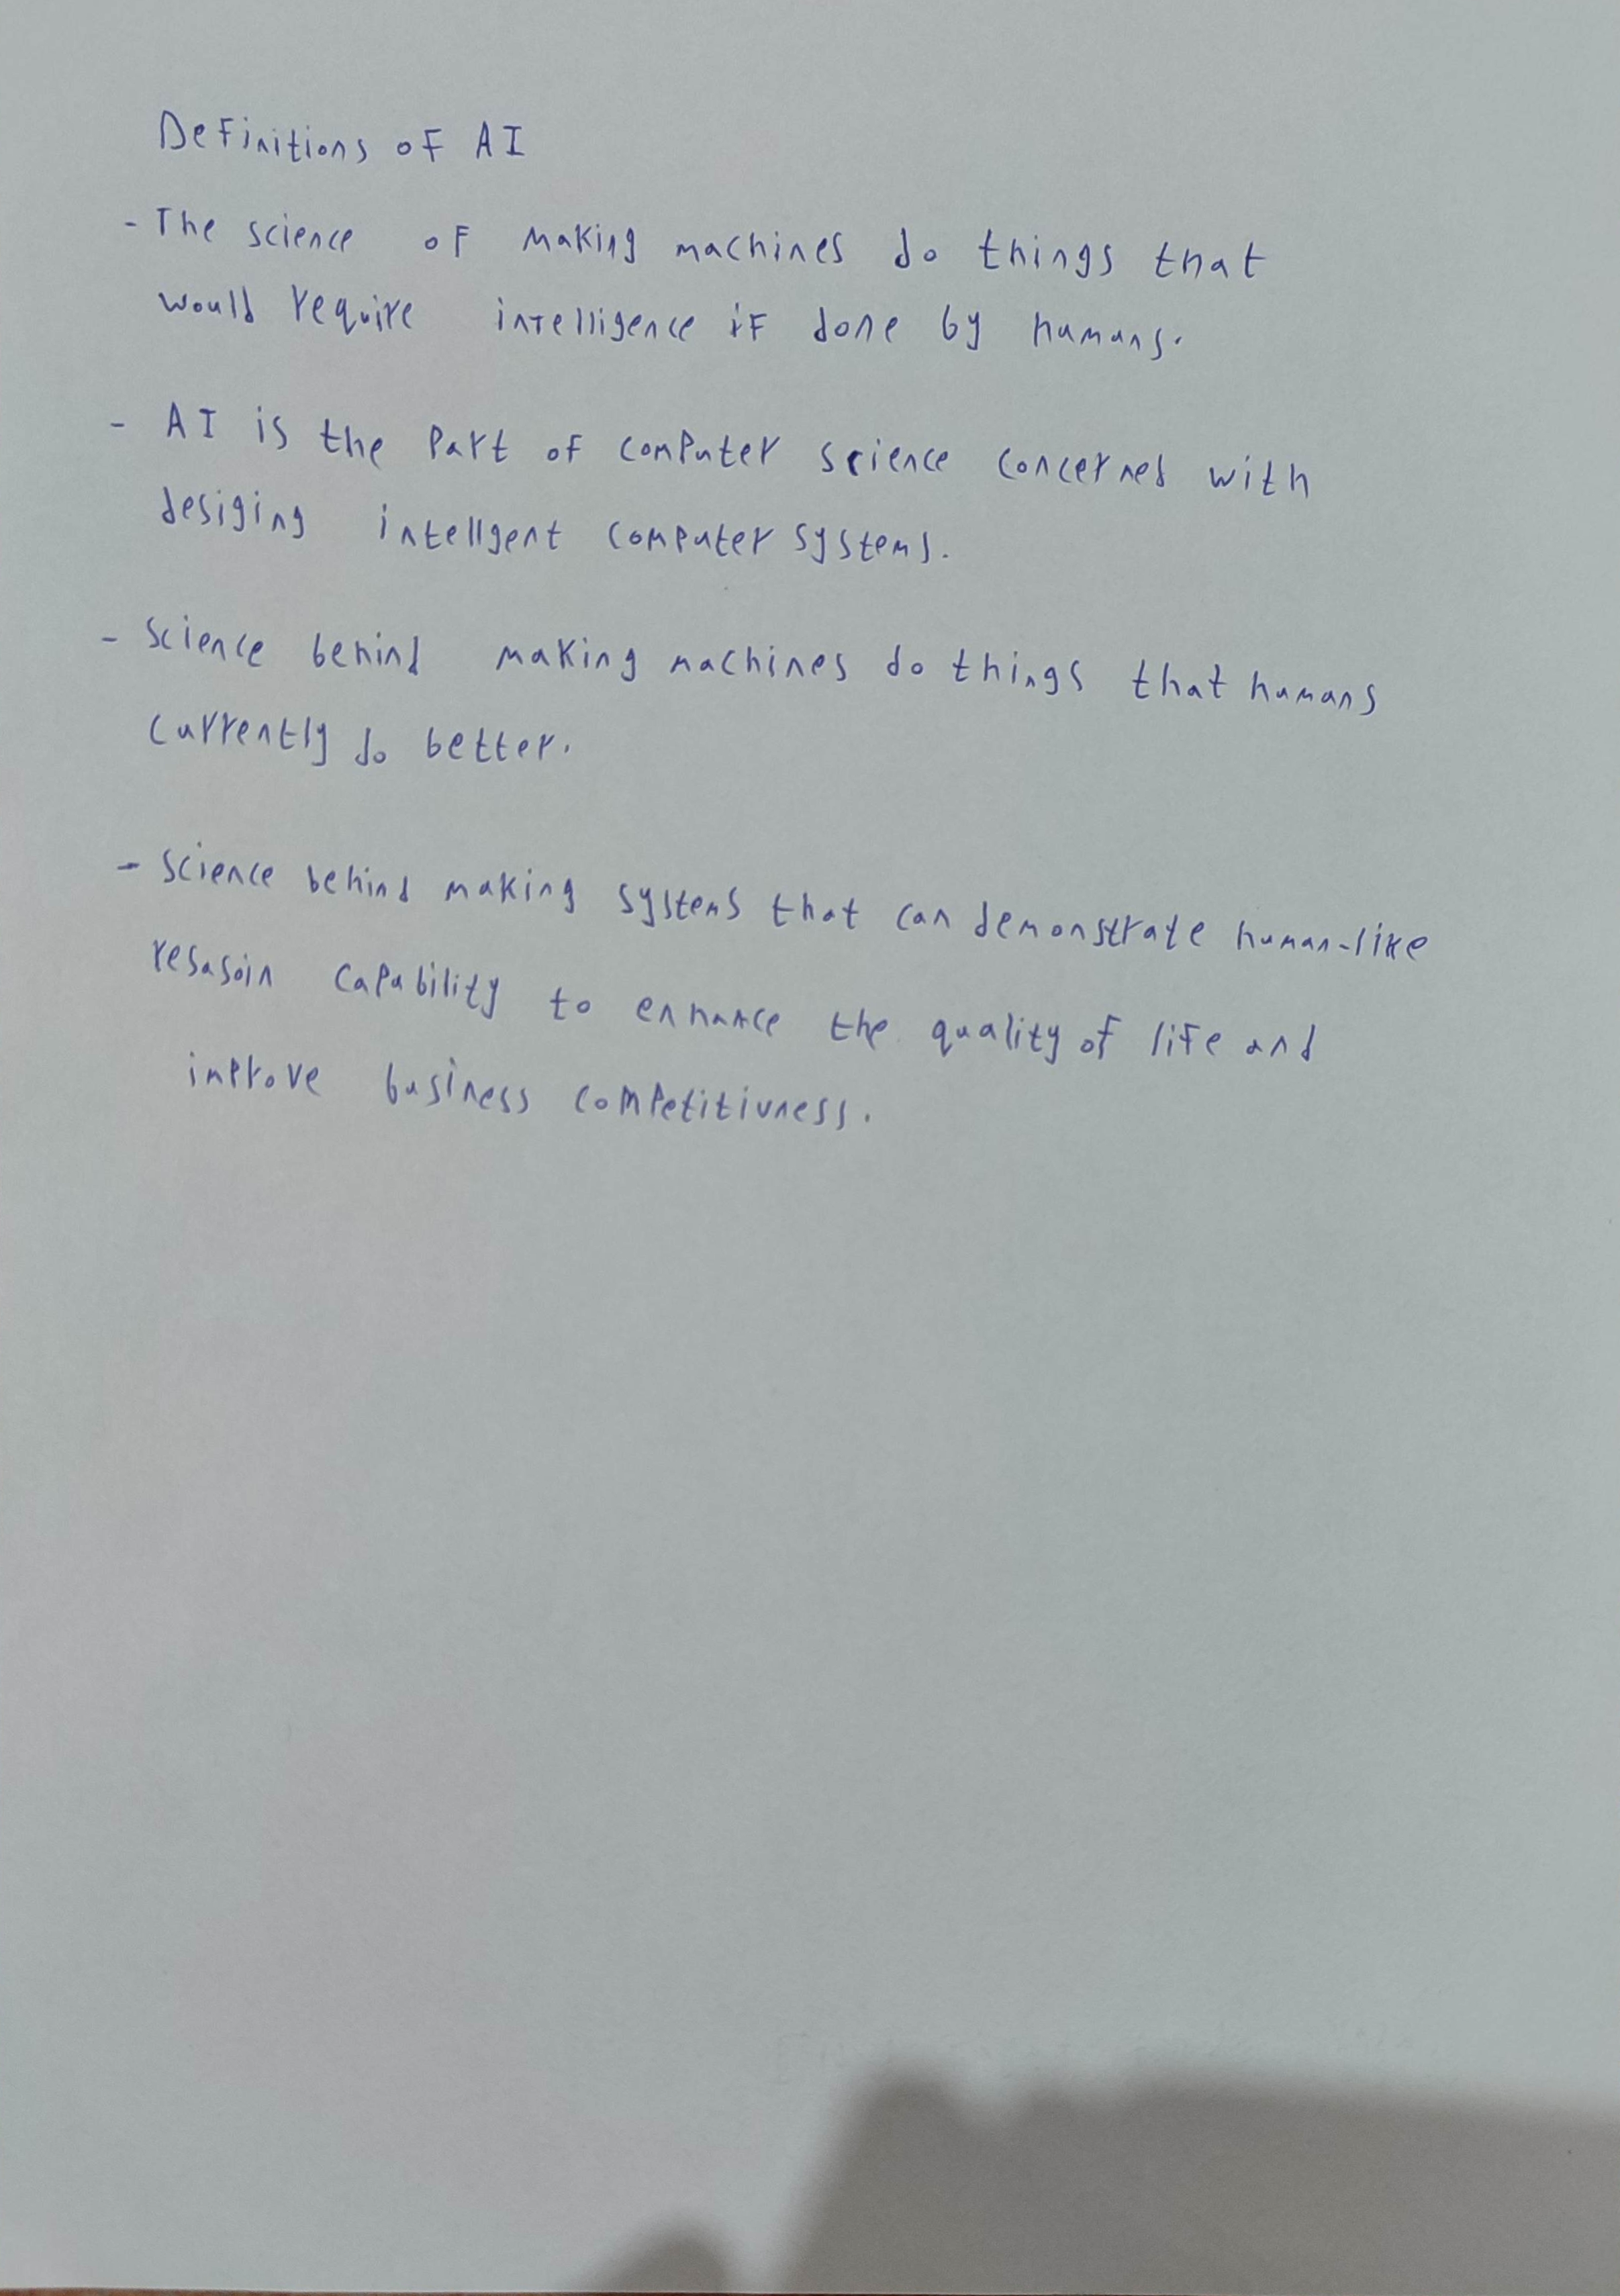 Definitions of AI
- The science of making machines do things that
would require intelligence if done by humans.
- AI is the part of computer science concerned with
desiging intellgent computer systems.
- science behind making machines do things that humans
currently do better.
- science behind making systems that can demonstrate human-like
resasoin capability to enhance the quality of life and
improve business competitivness.